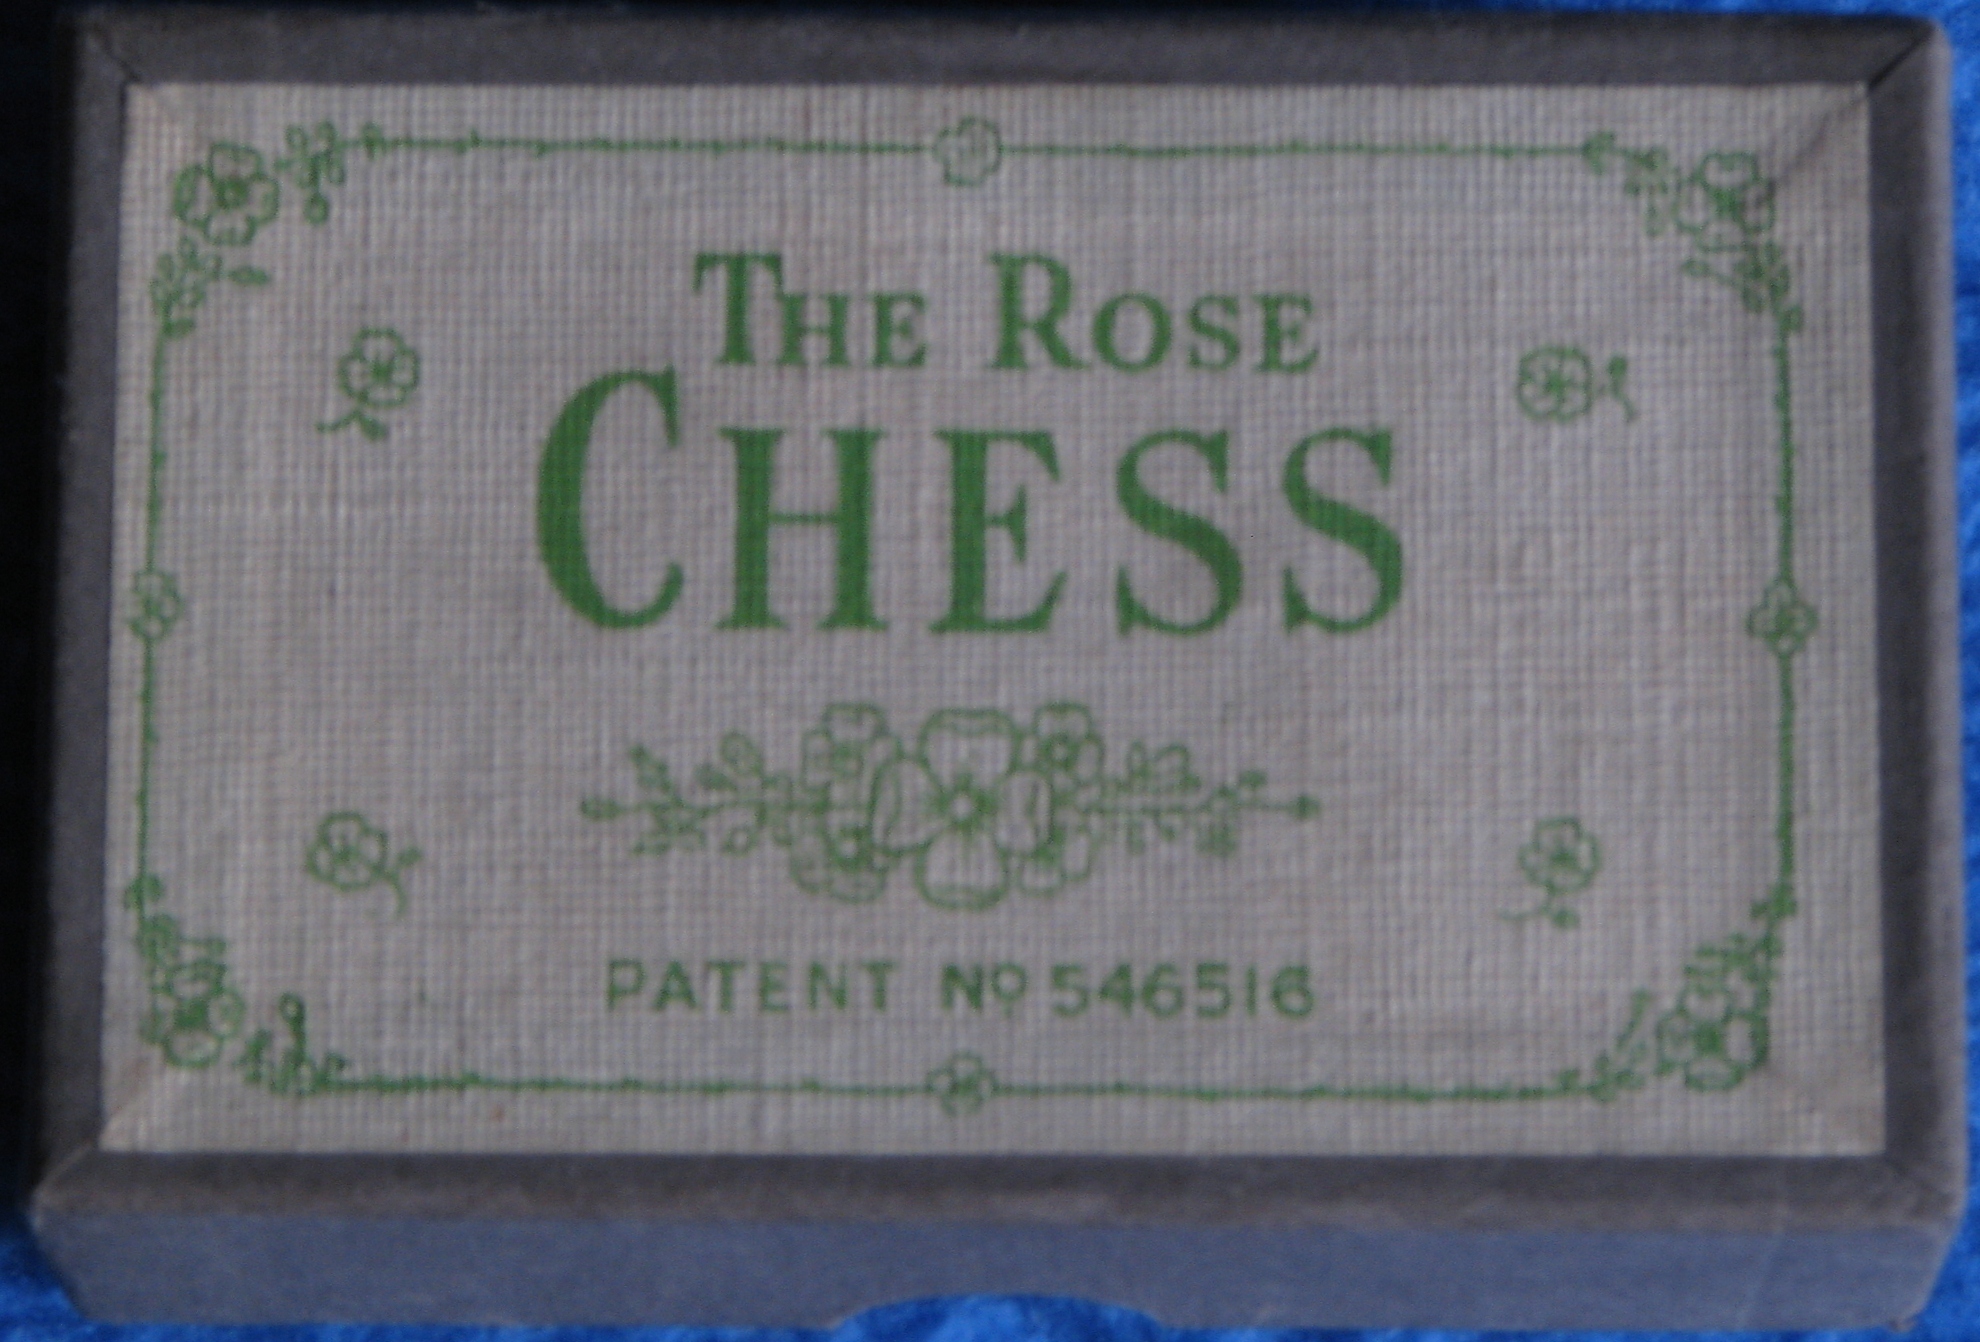 THE ROSE
CHESS
PATENT No 546516